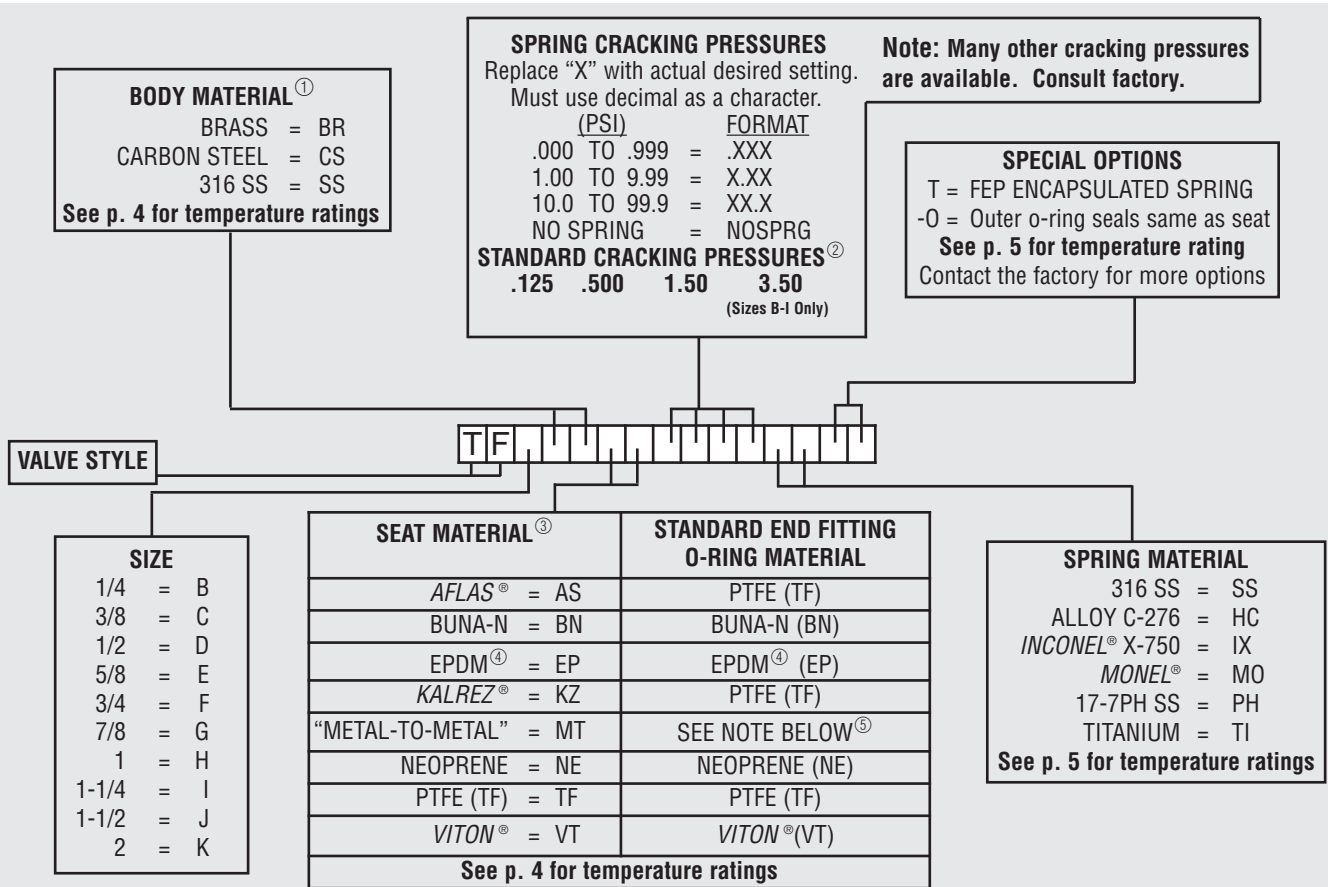 SPRING CRACKING PRESSURES
Replace “X” with actual desired setting.
Must use decimal as a character.
(PSI) FORMAT
.000 TO .999 = .XXX
1.00 TO 9.99 = X.XX
10.0 TO 99.9 = XX.X
NO SPRING = NOSPRG
STANDARD CRACKING PRESSURES②
.125 .500 1.50 3.50
(Sizes B-I Only)
Note: Many other cracking pressures
are available. Consult factory.
BODY MATERIAL①
BRASS = BR
CARBON STEEL = CS
316 SS = SS
See p. 4 for temperature ratings
SPECIAL OPTIONS
T = FEP ENCAPSULATED SPRING
-O = Outer o-ring seals same as seat
See p. 5 for temperature rating
Contact the factory for more options
VALVE STYLE
T F
SIZE
1/4 = B
3/8 = C
1/2 = D
5/8 = E
3/4 = F
7/8 = G
1 = H
1-1/4 = I
1-1/2 = J
2 = K
SEAT MATERIAL③ STANDARD END FITTING
O-RING MATERIAL
AFLAS® = AS PTFE (TF)
BUNA-N = BN BUNA-N (BN)
EPDM④ = EP EPDM④ (EP)
KALREZ® = KZ PTFE (TF)
“METAL-TO-METAL” = MT SEE NOTE BELOW⑤
NEOPRENE = NE NEOPRENE (NE)
PTFE (TF) = TF PTFE (TF)
VITON® = VT VITON®(VT)
See p. 4 for temperature ratings
SPRING MATERIAL
316 SS = SS
ALLOY C-276 = HC
INCONEL® X-750 = IX
MONEL® = MO
17-7PH SS = PH
TITANIUM = TI
See p. 5 for temperature ratings